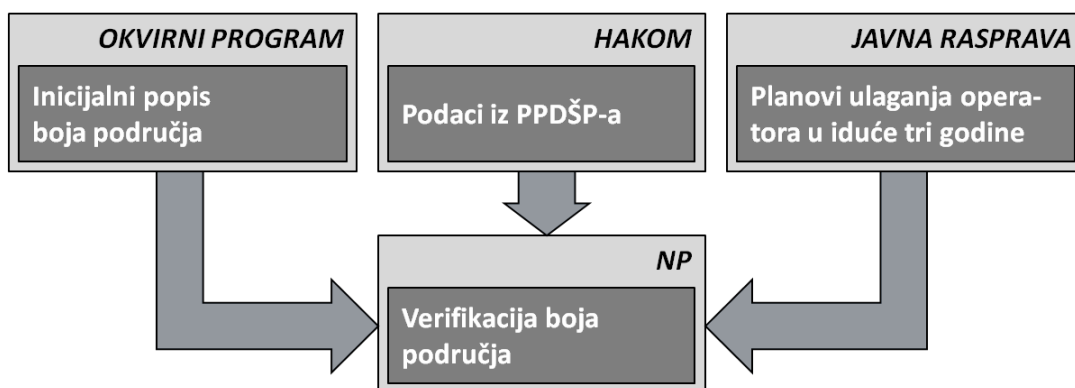 OKVIRNI PROGRAM
Inicijalni popis
boja područja
HAKOM
Podaci iz PPDŠP-a
JAVNA RASPRAVA
Planovi ulaganja opera-
tora u iduće tri godine
NP
Verifikacija boja
područja